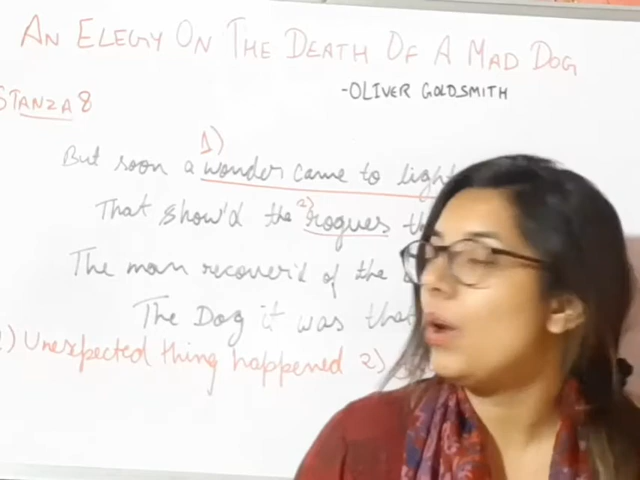 AN ELEGY ON THE DEATH OF A MAD DOG
-OLIVER GOLDSMITH
STANZA 8
1)
But soon a wonder came to light
That show'd the 2) rogues
The man recover'd of the
The Dog it was that
1) Unexpected thing happened 2)